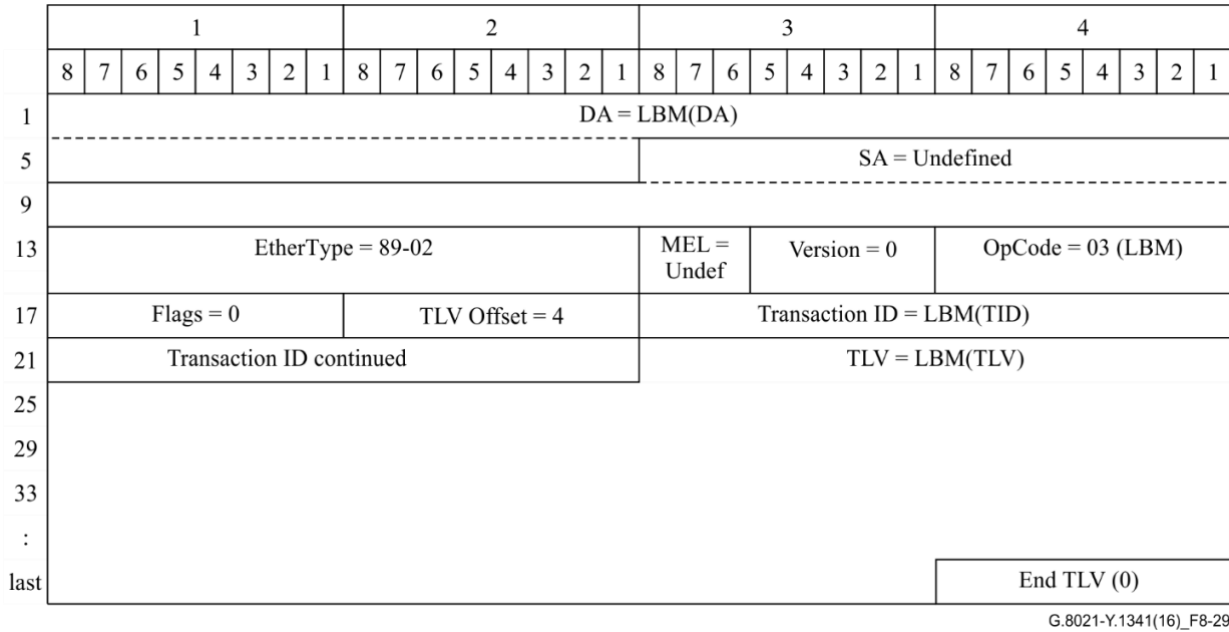 1 2 3 4
8 7 6 5 4 3 2 1 8 7 6 5 4 3 2 1 8 7 6 5 4 3 2 1 8 7 6 5 4 3 2 1
1 DA = LBM(DA)
5 SA = Undefined
9
13 EtherType = 89-02 MEL = Undef Version = 0 OpCode = 03 (LBM)
17 Flags = 0 TLV Offset = 4 Transaction ID = LBM(TID)
21 Transaction ID continued TLV = LBM(TLV)
25
29
33
:
last End TLV (0)
G.8021-Y.1341(16)_F8-29